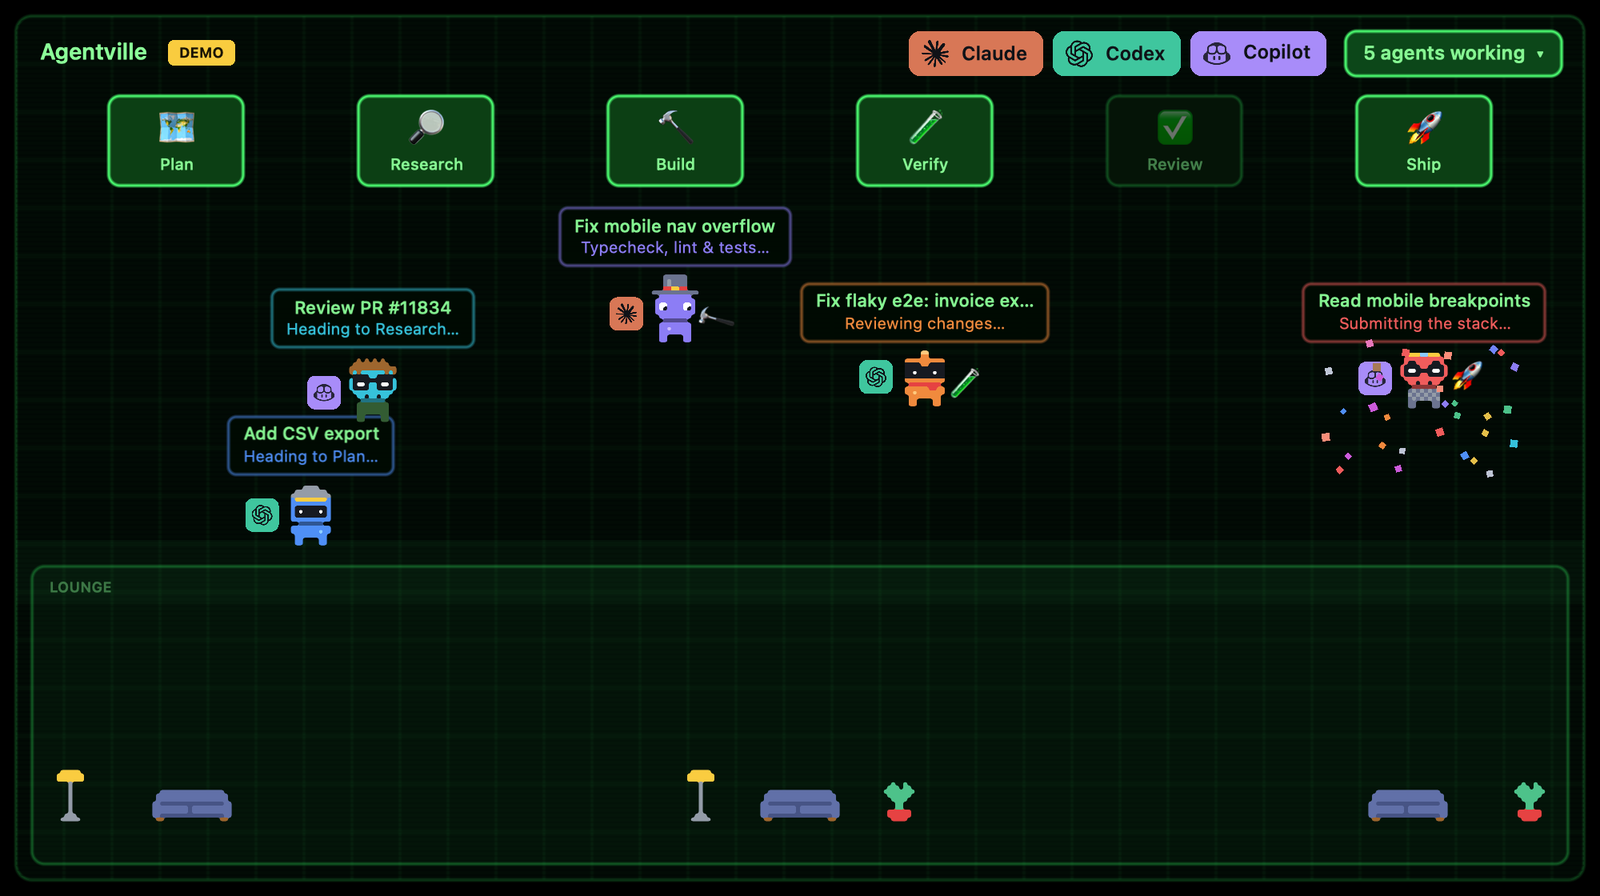 Agentville
DEMO
Claude
Codex
Copilot
5 agents working ▾
Plan
Research
Build
Verify
Review
Ship
Fix mobile nav overflow
Typecheck, lint & tests...
Review PR #11834
Heading to Research...
Fix flaky e2e: invoice ex...
Reviewing changes...
Read mobile breakpoints
Submitting the stack...
Add CSV export
Heading to Plan...
LOUNGE